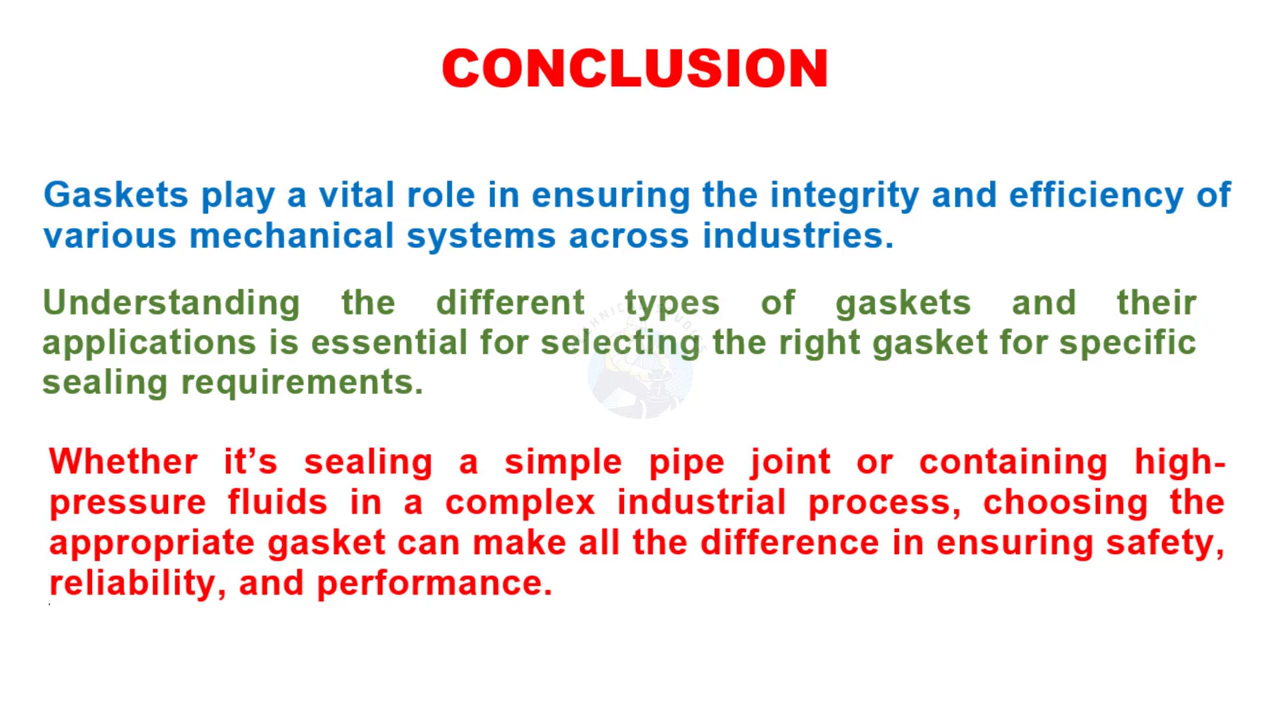 CONCLUSION
Gaskets play a vital role in ensuring the integrity and efficiency of
various mechanical systems across industries.
Understanding the different types of gaskets and their
applications is essential for selecting the right gasket for specific
sealing requirements.
Whether it’s sealing a simple pipe joint or containing high-
pressure fluids in a complex industrial process, choosing the
appropriate gasket can make all the difference in ensuring safety,
reliability, and performance.